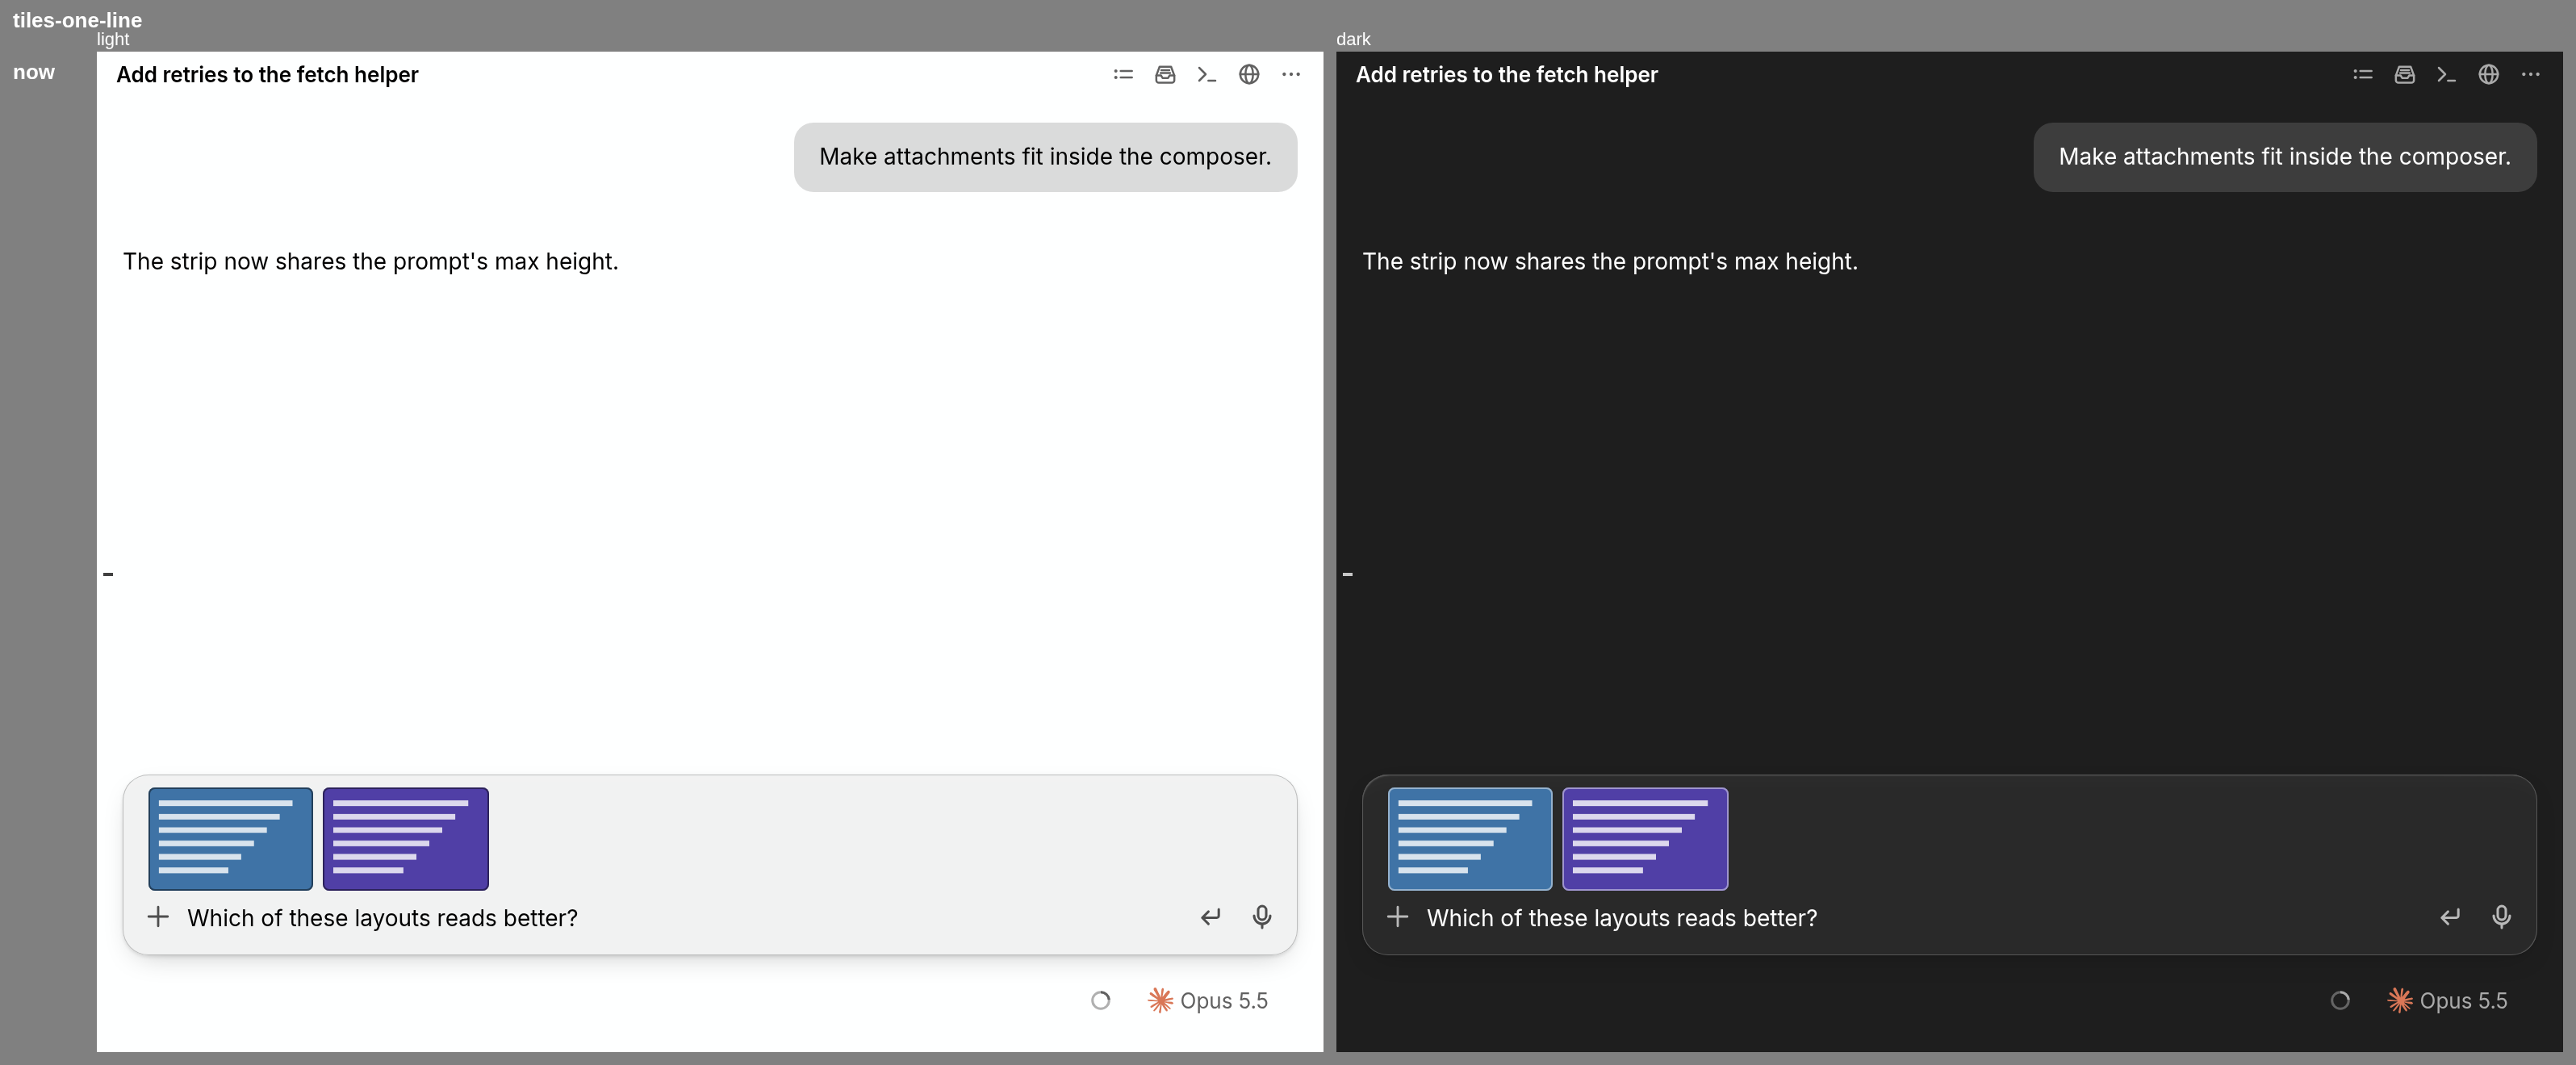 tiles-one-line
light
dark
now
Add retries to the fetch helper
Make attachments fit inside the composer.
The strip now shares the prompt's max height.
Which of these layouts reads better?
Opus 5.5
Add retries to the fetch helper
Make attachments fit inside the composer.
The strip now shares the prompt's max height.
Which of these layouts reads better?
Opus 5.5